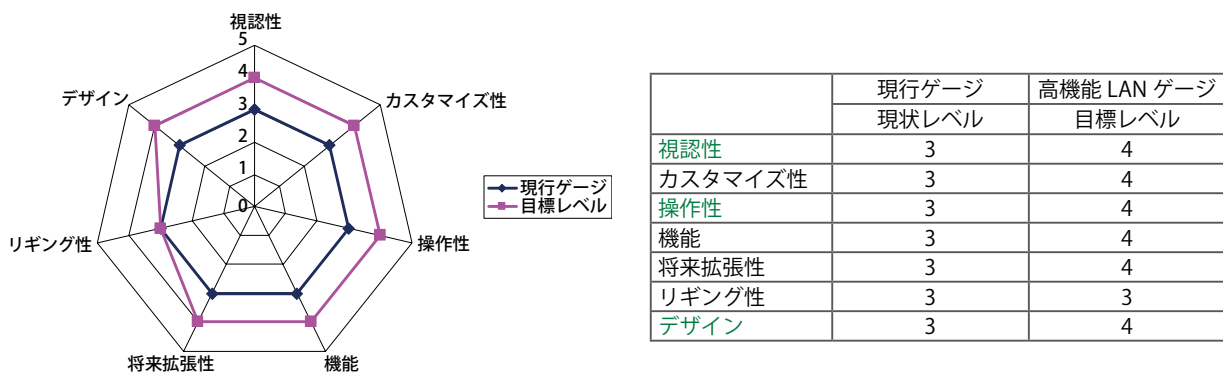 視認性
5
4
3
2
1
0
デザイン
カスタマイズ性
リギング性
操作性
将来拡張性
機能
現行ゲージ
目標レベル
現行ゲージ 高機能 LAN ゲージ
現状レベル 目標レベル
視認性 3 4
カスタマイズ性 3 4
操作性 3 4
機能 3 4
将来拡張性 3 4
リギング性 3 3
デザイン 3 4